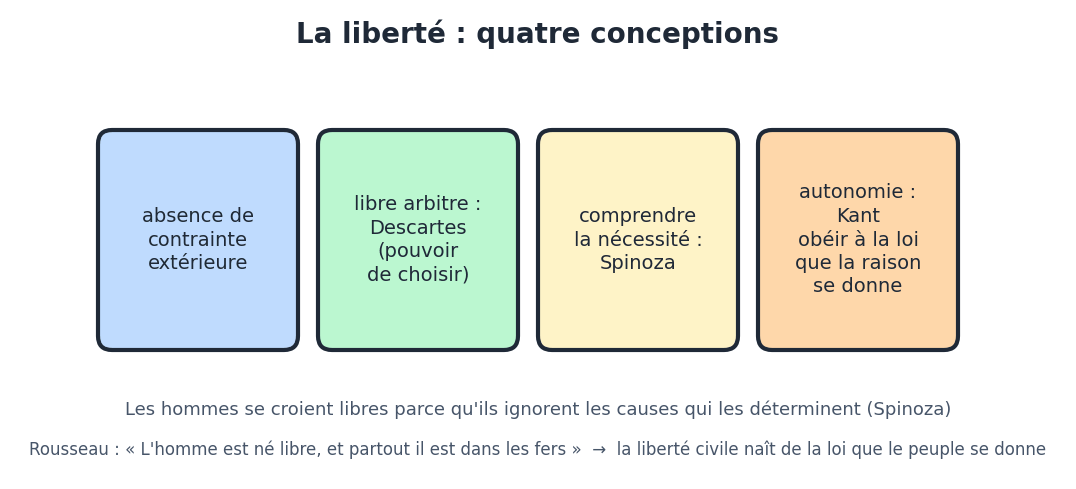 La liberté : quatre conceptions
absence de
contrainte
extérieure
libre arbitre :
Descartes
(pouvoir
de choisir)
comprendre
la nécessité :
Spinoza
autonomie :
Kant
obéir à la loi
que la raison
se donne
Les hommes se croient libres parce qu'ils ignorent les causes qui les déterminent (Spinoza)
Rousseau : « L'homme est né libre, et partout il est dans les fers » → la liberté civile naît de la loi que le peuple se donne